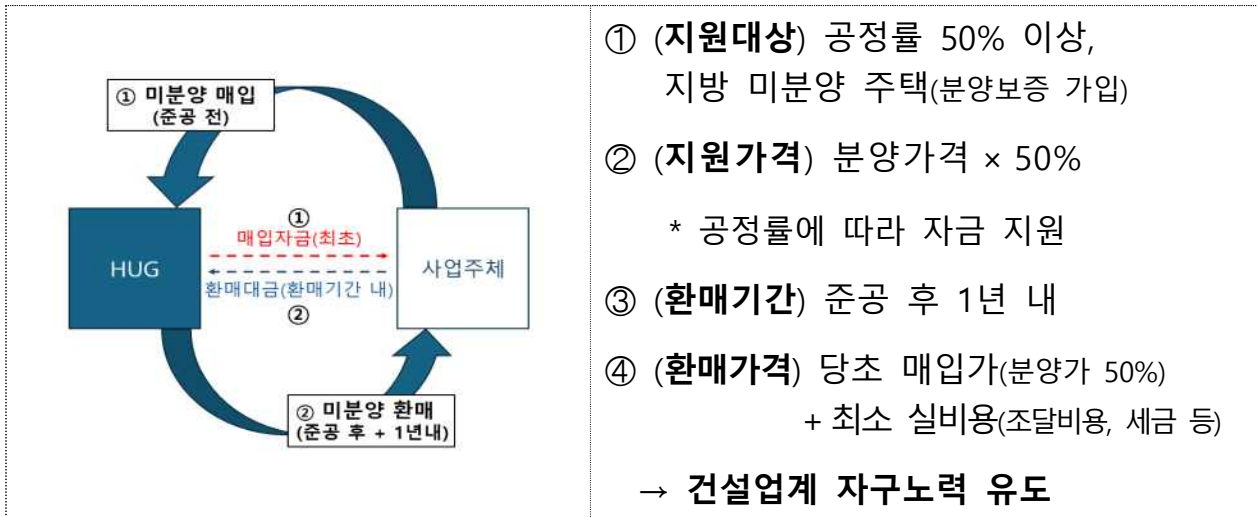 ① 미분양 매입
(준공 전)
HUG
①
매입자금(최초)
환매대금(환매기간 내)
②
사업주체
② 미분양 환매
(준공 후 + 1년내)
① (지원대상) 공정률 50% 이상,
지방 미분양 주택(분양보증 가입)
② (지원가격) 분양가격 × 50%
* 공정률에 따라 자금 지원
③ (환매기간) 준공 후 1년 내
④ (환매가격) 당초 매입가(분양가 50%)
+ 최소 실비용(조달비용, 세금 등)
→ 건설업계 자구노력 유도